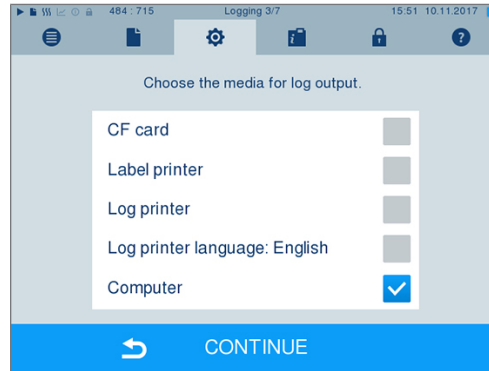 484 : 715 Logging 3/7 15:51 10.11.2017
Choose the media for log output.
CF card
Label printer
Log printer
Log printer language: English
Computer
CONTINUE